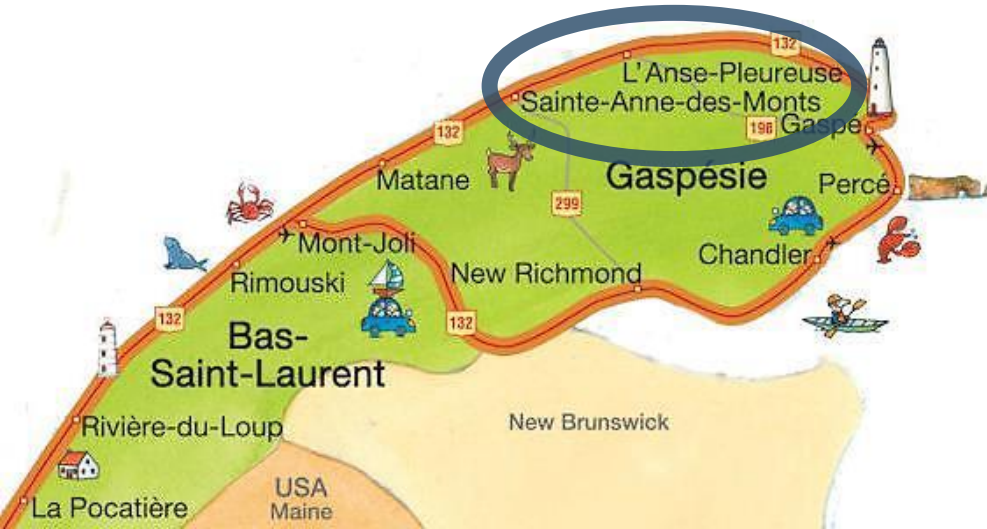 132
L'Anse-Pleureuse
Sainte-Anne-des-Monts
198
Gaspé
132
Matane
Gaspésie
Percé
299
Mont-Joli
Chandler
Rimouski
New Richmond
132
132
Bas-
Saint-Laurent
New Brunswick
Rivière-du-Loup
USA
Maine
La Pocatière